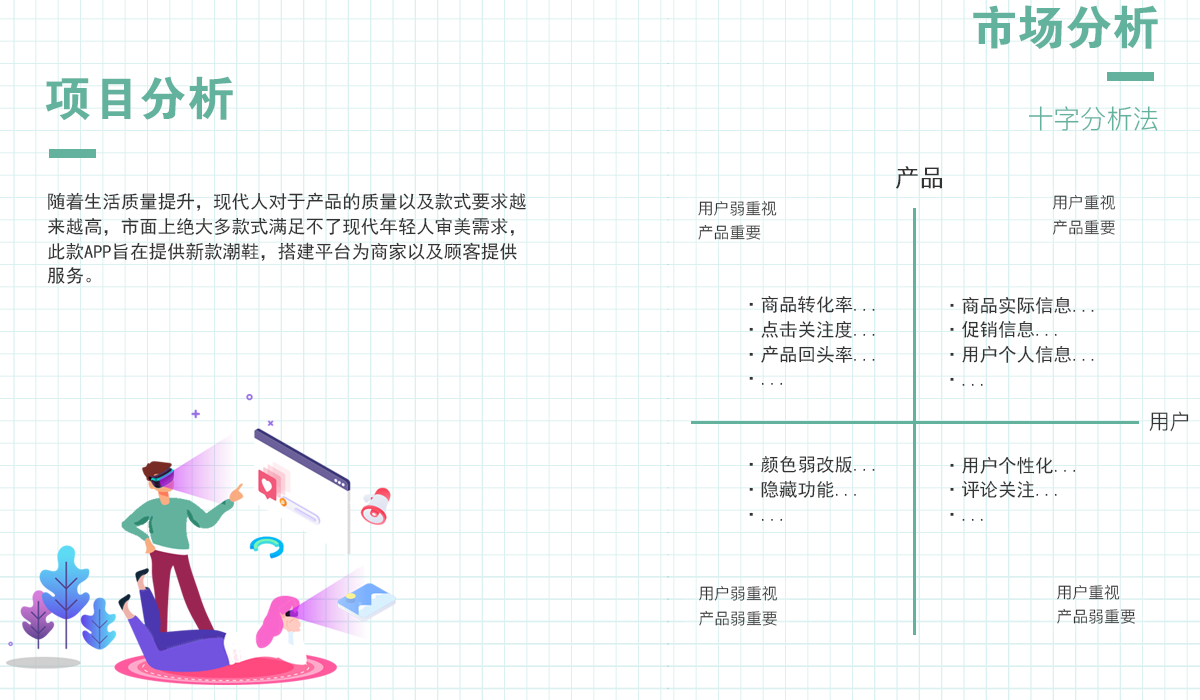 项目分析
随着生活质量提升，现代人对于产品的质量以及款式要求越
来越高，市面上绝大多款式满足不了现代年轻人审美需求，
此款APP旨在提供新款潮鞋，搭建平台为商家以及顾客提供
服务。
市场分析
十字分析法
产品
用户弱重视
产品重要
用户重视
产品重要
· 商品转化率...
· 点击关注度...
· 产品回头率...
· ...
· 商品实际信息...
· 促销信息...
· 用户个人信息...
· ...
用户
· 颜色弱改版...
· 隐藏功能...
· ...
· 用户个性化...
· 评论关注...
· ...
用户弱重视
产品弱重要
用户重视
产品弱重要